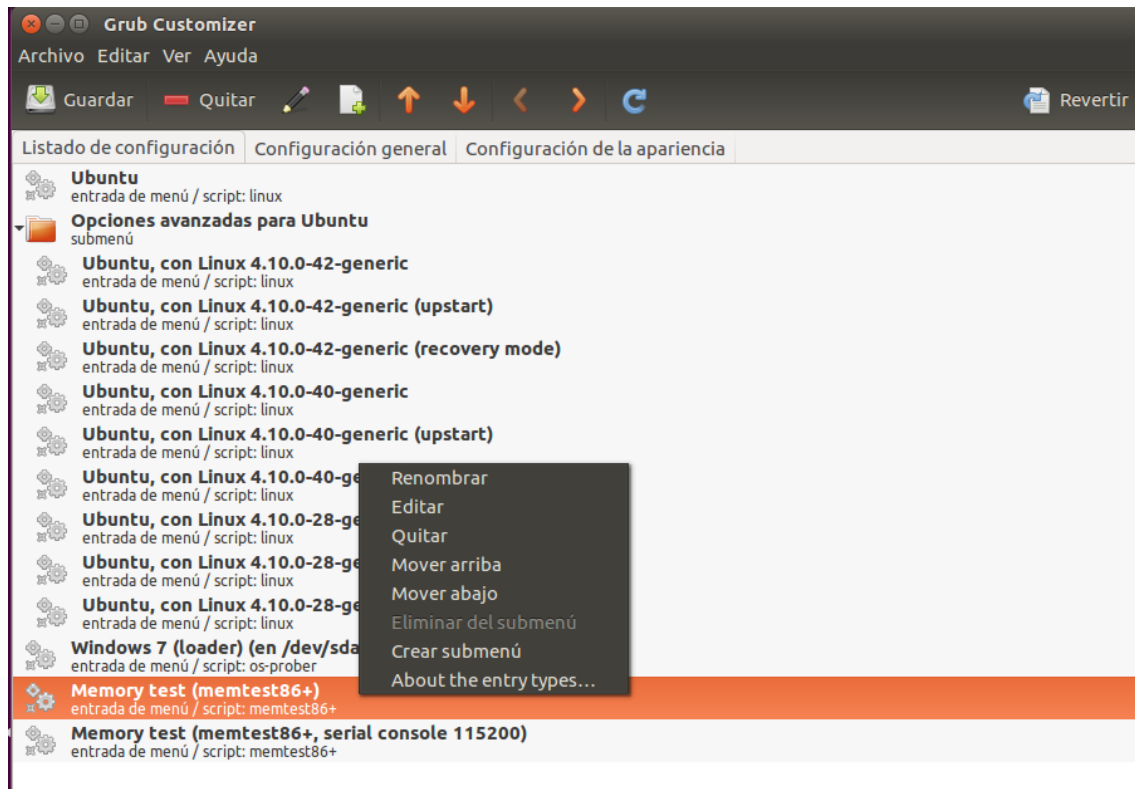 Grub Customizer
Archivo Editar Ver Ayuda
Guardar Quitar Revertir
Listado de configuración Configuración general Configuración de la apariencia
Ubuntu
entrada de menú / script: linux
Opciones avanzadas para Ubuntu
submenú
Ubuntu, con Linux 4.10.0-42-generic
entrada de menú / script: linux
Ubuntu, con Linux 4.10.0-42-generic (upstart)
entrada de menú / script: linux
Ubuntu, con Linux 4.10.0-42-generic (recovery mode)
entrada de menú / script: linux
Ubuntu, con Linux 4.10.0-40-generic
entrada de menú / script: linux
Ubuntu, con Linux 4.10.0-40-generic (upstart)
entrada de menú / script: linux
Ubuntu, con Linux 4.10.0-40-ge
entrada de menú / script: linux
Ubuntu, con Linux 4.10.0-28-ge
entrada de menú / script: linux
Ubuntu, con Linux 4.10.0-28-ge
entrada de menú / script: linux
Ubuntu, con Linux 4.10.0-28-ge
entrada de menú / script: linux
Windows 7 (loader) (en /dev/sda
entrada de menú / script: os-prober
Memory test (memtest86+)
entrada de menú / script: memtest86+
Memory test (memtest86+, serial console 115200)
entrada de menú / script: memtest86+
Renombrar
Editar
Quitar
Mover arriba
Mover abajo
Eliminar del submenú
Crear submenú
About the entry types...